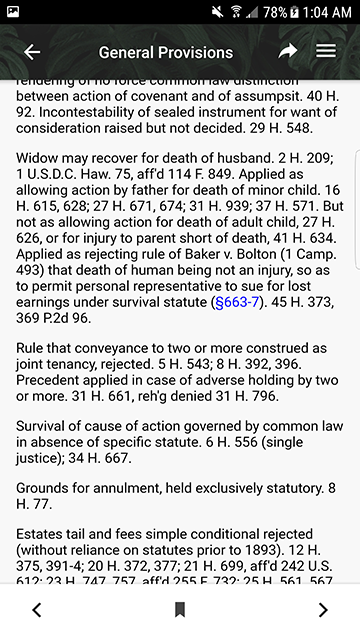 78% 1:04 AM
General Provisions
rendering of no force common law distinction
between action of covenant and of assumpsit. 40 H.
92. Incontestability of sealed instrument for want of
consideration raised but not decided. 29 H. 548.
Widow may recover for death of husband. 2 H. 209;
1 U.S.D.C. Haw. 75, aff'd 114 F. 849. Applied as
allowing action by father for death of minor child. 16
H. 615, 628; 27 H. 671, 674; 31 H. 939; 37 H. 571. But
not as allowing action for death of adult child, 27 H.
626, or for injury to parent short of death, 41 H. 634.
Applied as rejecting rule of Baker v. Bolton (1 Camp.
493) that death of human being not an injury, so as
to permit personal representative to sue for lost
earnings under survival statute (§663-7). 45 H. 373,
369 P.2d 96.
Rule that conveyance to two or more construed as
joint tenancy, rejected. 5 H. 543; 8 H. 392, 396.
Precedent applied in case of adverse holding by two
or more. 31 H. 661, reh'g denied 31 H. 796.
Survival of cause of action governed by common law
in absence of specific statute. 6 H. 556 (single
justice); 34 H. 667.
Grounds for annulment, held exclusively statutory. 8
H. 77.
Estates tail and fees simple conditional rejected
(without reliance on statutes prior to 1893). 12 H.
375, 391-4; 20 H. 372, 377; 21 H. 699, aff'd 242 U.S.
612; 23 H. 747, 757, aff'd 255 F. 732; 25 H. 561, 567